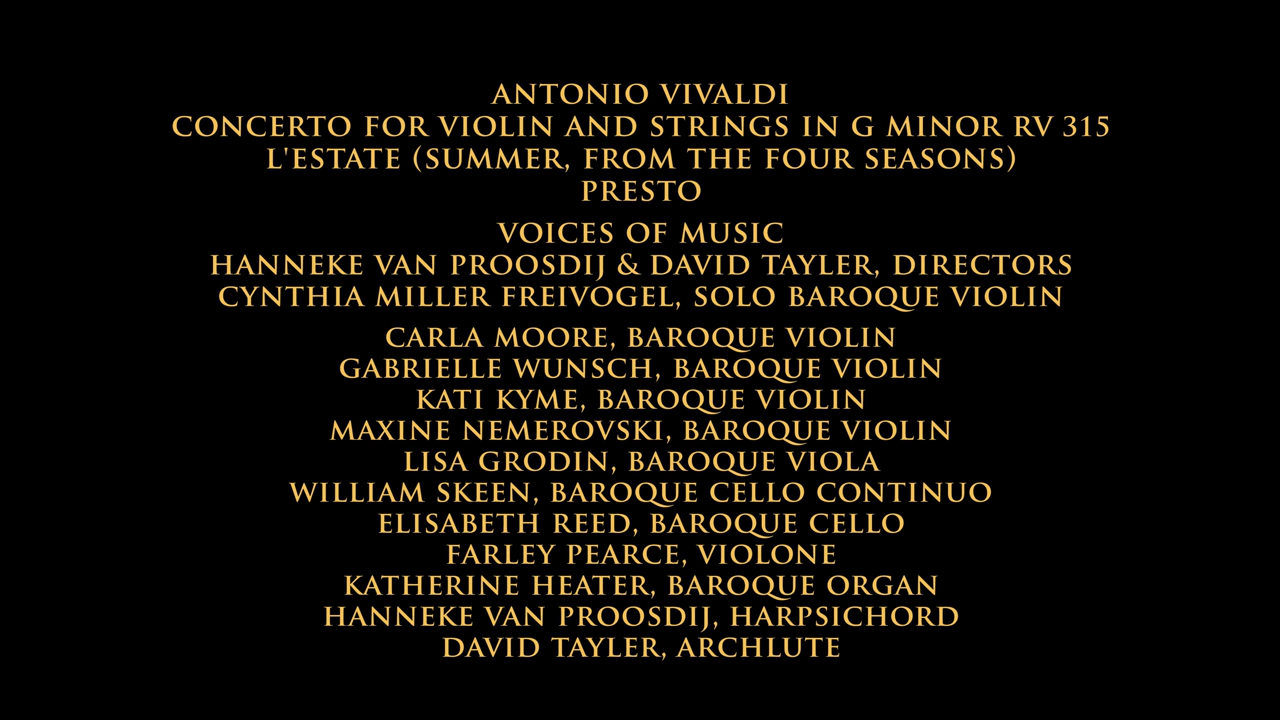 ANTONIO VIVALDI
CONCERTO FOR VIOLIN AND STRINGS IN G MINOR RV 315
L'ESTATE (SUMMER, FROM THE FOUR SEASONS)
PRESTO
VOICES OF MUSIC
HANNEKE VAN PROOSDIJ & DAVID TAYLER, DIRECTORS
CYNTHIA MILLER FREIVOGEL, SOLO BAROQUE VIOLIN
CARLA MOORE, BAROQUE VIOLIN
GABRIELLE WUNSCH, BAROQUE VIOLIN
KATI KYME, BAROQUE VIOLIN
MAXINE NEMEROVSKI, BAROQUE VIOLIN
LISA GRODIN, BAROQUE VIOLA
WILLIAM SKEEN, BAROQUE CELLO CONTINUO
ELISABETH REED, BAROQUE CELLO
FARLEY PEARCE, VIOLONE
KATHERINE HEATER, BAROQUE ORGAN
HANNEKE VAN PROOSDIJ, HARPSICHORD
DAVID TAYLER, ARCHLUTE